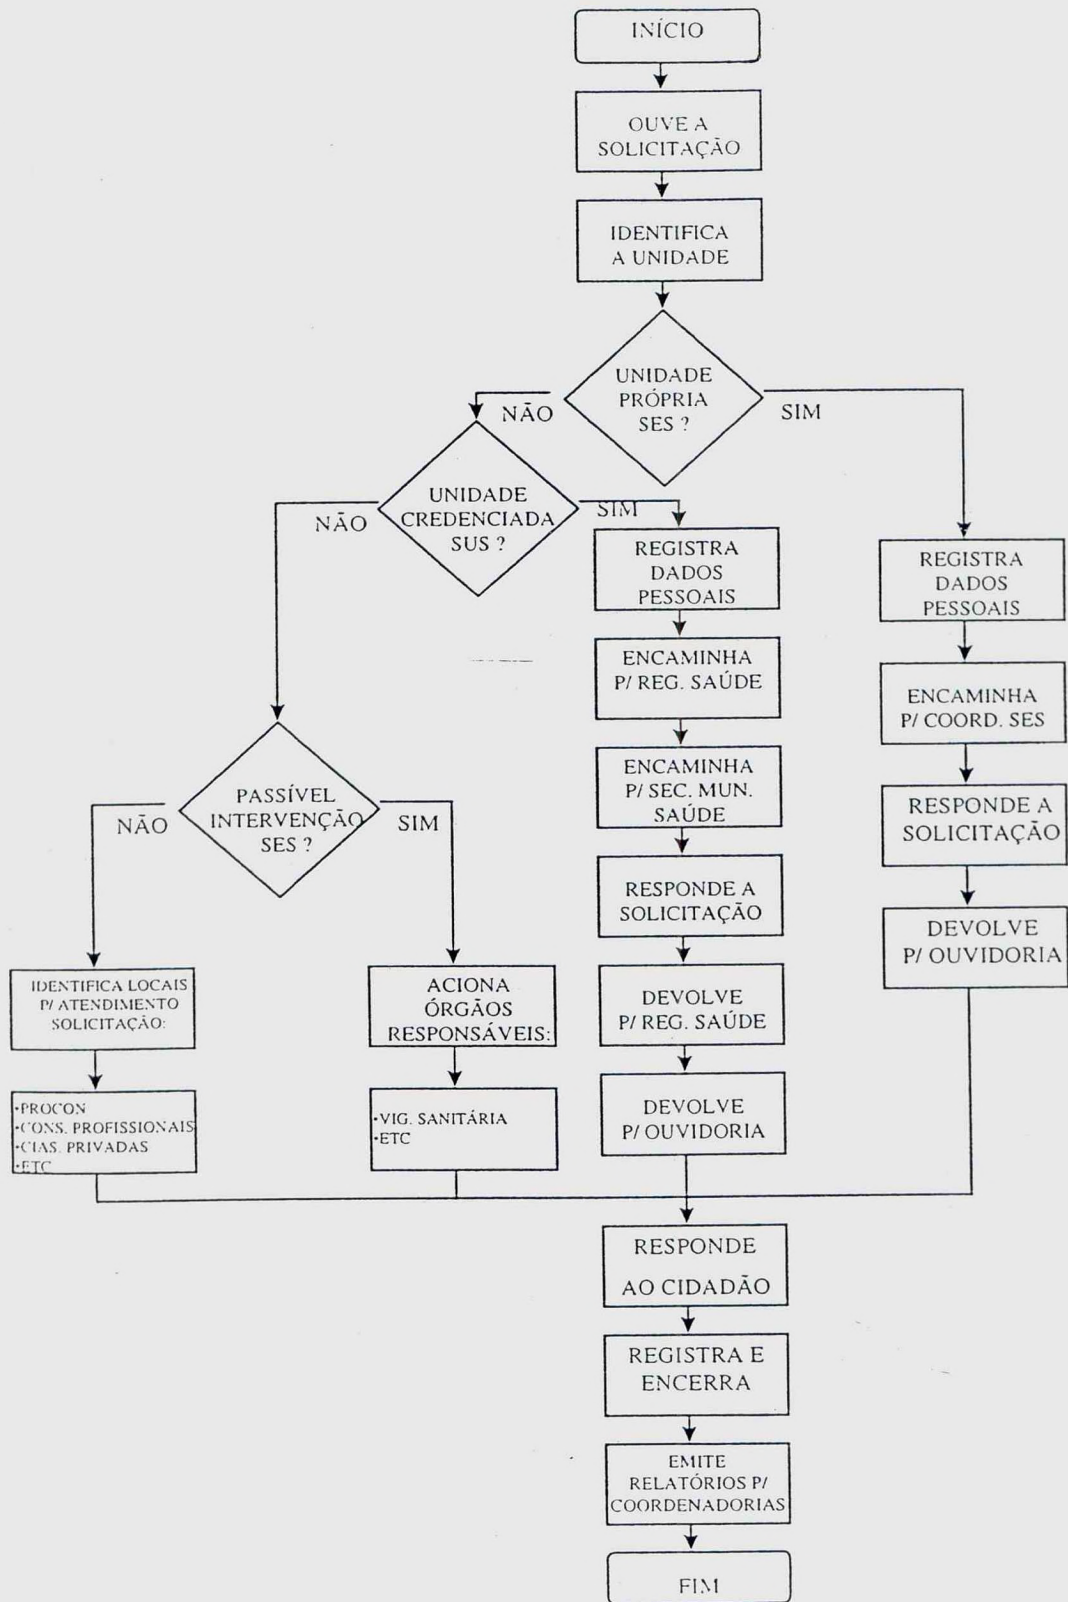 INÍCIO
OUVE A
SOLICITAÇÃO
IDENTIFICA
A UNIDADE
UNIDADE
PRÓPRIA
SES ?
NÃO
SIM
UNIDADE
CREDENCIADA
SUS ?
NÃO
SIM
REGISTRA
DADOS
PESSOAIS
ENCAMINHA
P/ REG. SAÚDE
ENCAMINHA
P/ SEC. MUN.
SAÚDE
RESPONDE A
SOLICITAÇÃO
DEVOLVE
P/ REG. SAÚDE
DEVOLVE
P/ OUVIDORIA
REGISTRA
DADOS
PESSOAIS
ENCAMINHA
P/ COORD. SES
RESPONDE A
SOLICITAÇÃO
DEVOLVE
P/ OUVIDORIA
PASSÍVEL
INTERVENÇÃO
SES ?
NÃO
SIM
IDENTIFICA LOCAIS
P/ ATENDIMENTO
SOLICITAÇÃO:
•PROCON
•CONS. PROFISSIONAIS
•CIAS. PRIVADAS
•ETC
ACIONA
ÓRGÃOS
RESPONSÁVEIS:
•VIG. SANITÁRIA
•ETC
RESPONDE
AO CIDADÃO
REGISTRA E
ENCERRA
EMITE
RELATÓRIOS P/
COORDENADORIAS
FIM